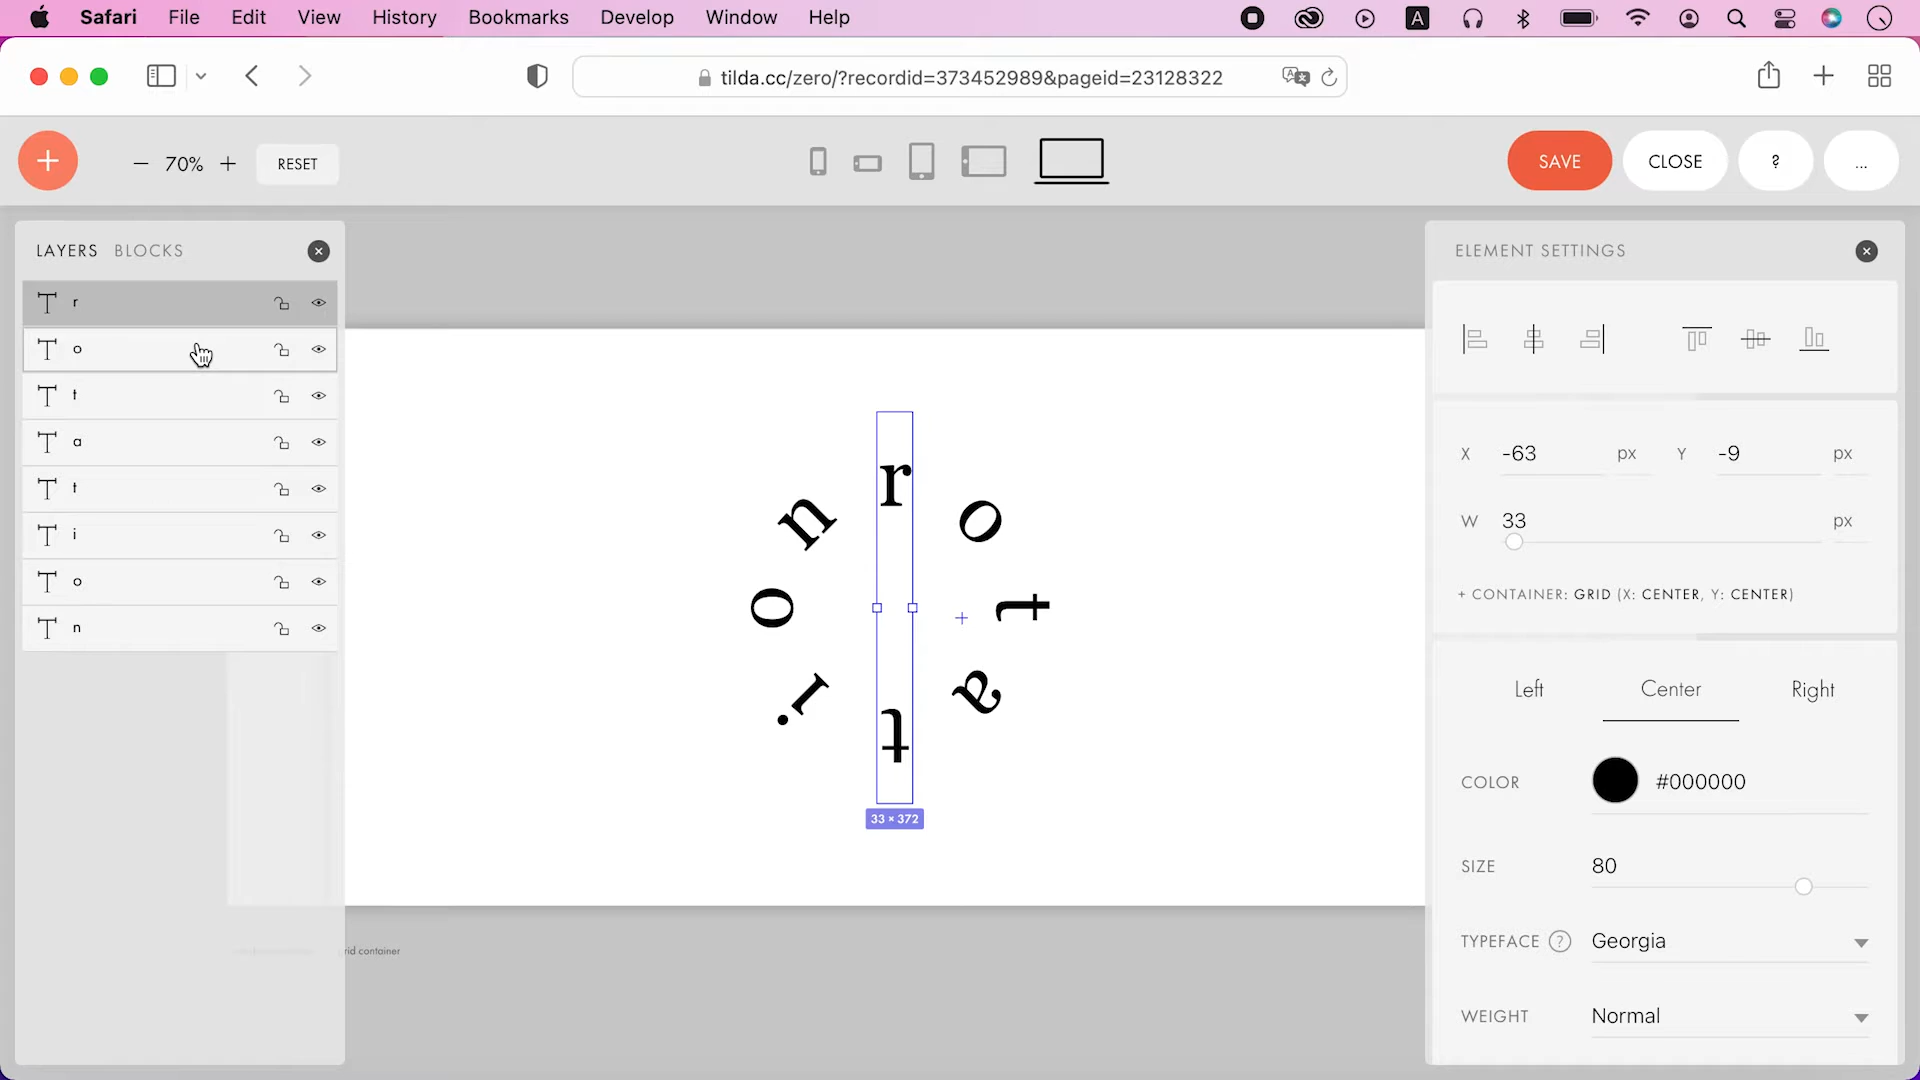 Safari File Edit View History Bookmarks Develop Window Help
A
tilda.cc/zero/?recordid=373452989&pageid=23128322
+ − 70% + RESET
SAVE CLOSE ? ...
LAYERS BLOCKS
T r
T o
T t
T a
T t
T i
T o
T n
r
o
t
a
t
i
o
n
33 × 372
rid container
ELEMENT SETTINGS
X -63 px Y -9 px
W 33 px
+ CONTAINER: GRID (X: CENTER, Y: CENTER)
Left Center Right
COLOR #000000
SIZE 80
TYPEFACE ? Georgia
WEIGHT Normal